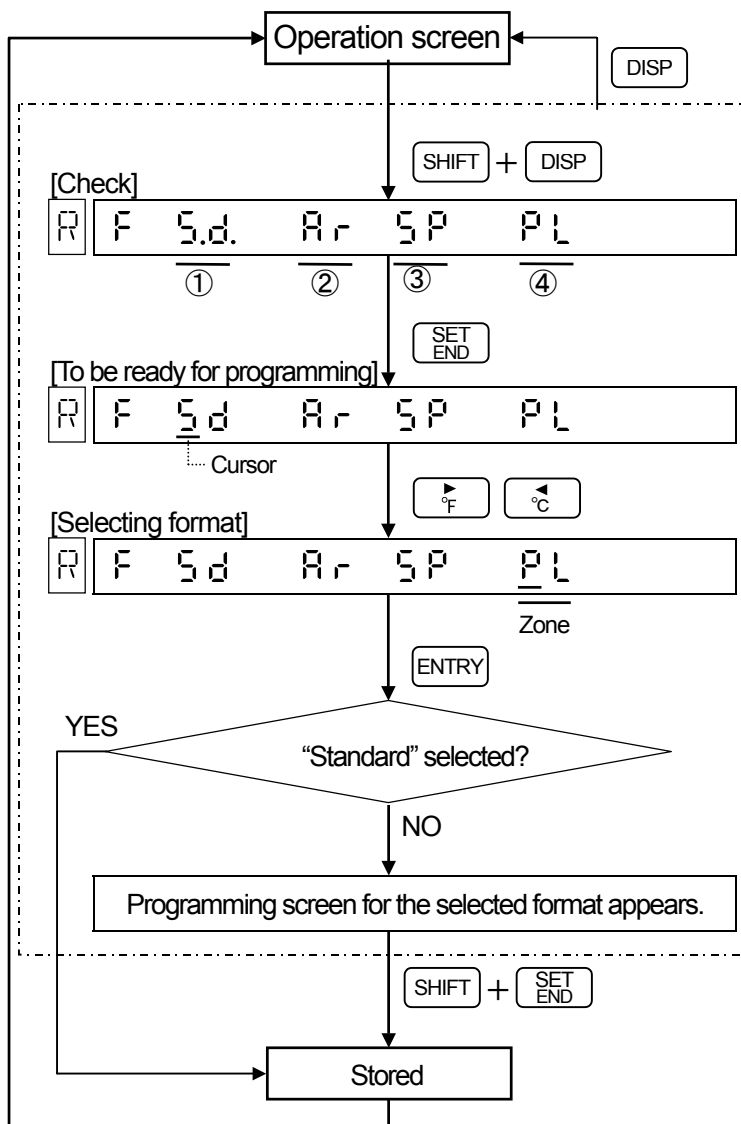 Operation screen
DISP
SHIFT + DISP
[Check]
R F S.d. Ar SP PL
① ② ③ ④
SET
END
[To be ready for programming]
R F Sd Ar SP PL
Cursor
► °F ◄ °C
[Selecting format]
R F Sd Ar SP PL
Zone
ENTRY
YES
“Standard” selected?
NO
Programming screen for the selected format appears.
SHIFT + SET
END
Stored